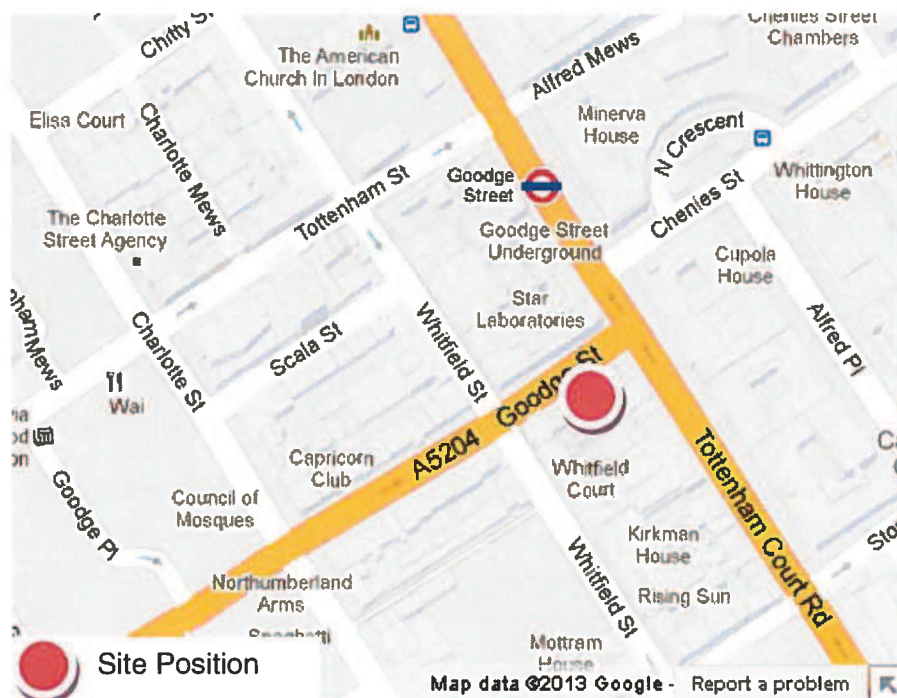 Chitty St
The American
Church In London
Alfred Mews
Chenies Street
Chambers
Elisa Court
Charlotte Mews
Minerva
House
N Crescent
Whittington
House
Tottenham St
Goodge
Street
Chenies St
The Charlotte
Street Agency
Goodge Street
Underground
Cupola
House
Star
Laboratories
Alfred Pl
Mews
Charlotte St
Scala St
Whitfield St
Wai
Goodge St
A5204
Capricorn
Club
Whitfield
Court
Tottenham Court Rd
Council of
Mosques
Goodge Pl
Kirkman
House
Northumberland
Arms
Whitfield St
Rising Sun
Spaghetti
Mottram
House
Site Position
Map data ©2013 Google - Report a problem